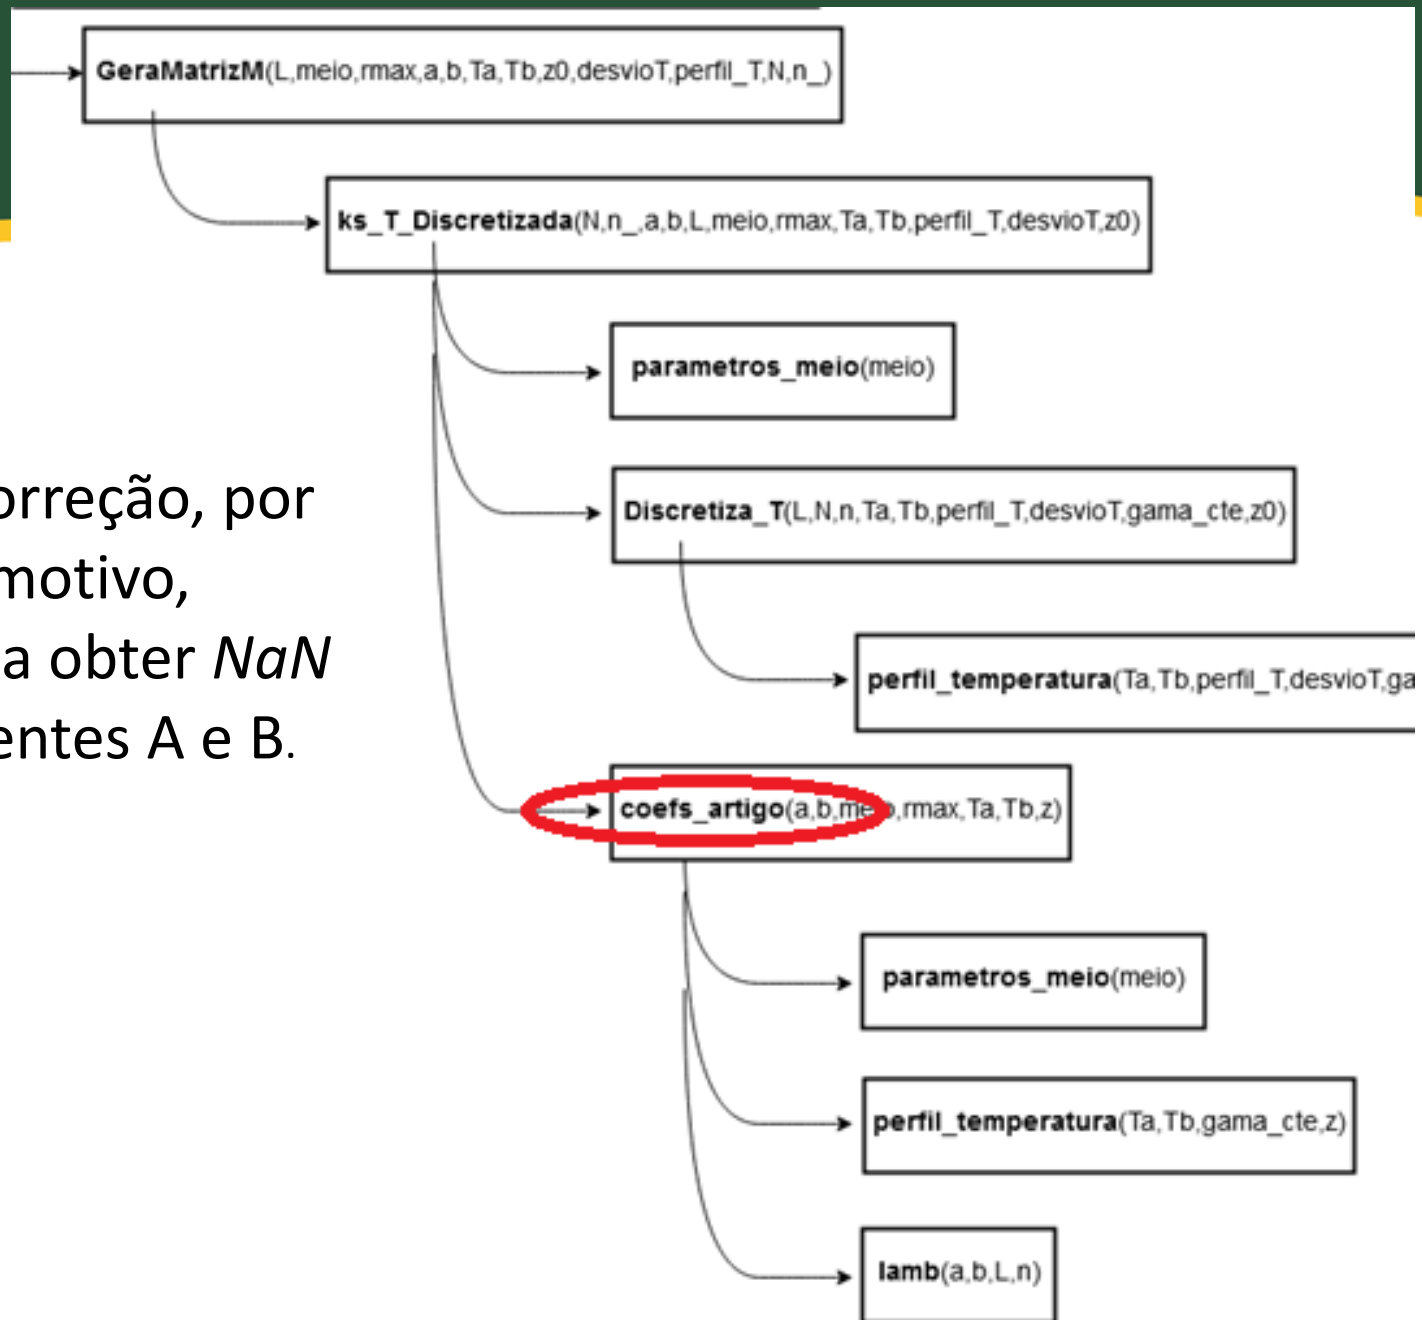 GeraMatrizM(L,meio,rmax,a,b,Ta,Tb,z0,desvioT,perfil_T,N,n_)
ks_T_Discretizada(N,n_,a,b,L,meio,rmax,Ta,Tb,perfil_T,desvioT,z0)
parametros_meio(meio)
orreção, por
motivo,
a obter NaN
entes A e B.
Discretiza_T(L,N,n,Ta,Tb,perfil_T,desvioT,gama_cte,z0)
perfil_temperatura(Ta,Tb,perfil_T,desvioT,ga
coefs_artigo(a,b,meio,rmax,Ta,Tb,z)
parametros_meio(meio)
perfil_temperatura(Ta,Tb,gama_cte,z)
lamb(a,b,L,n)